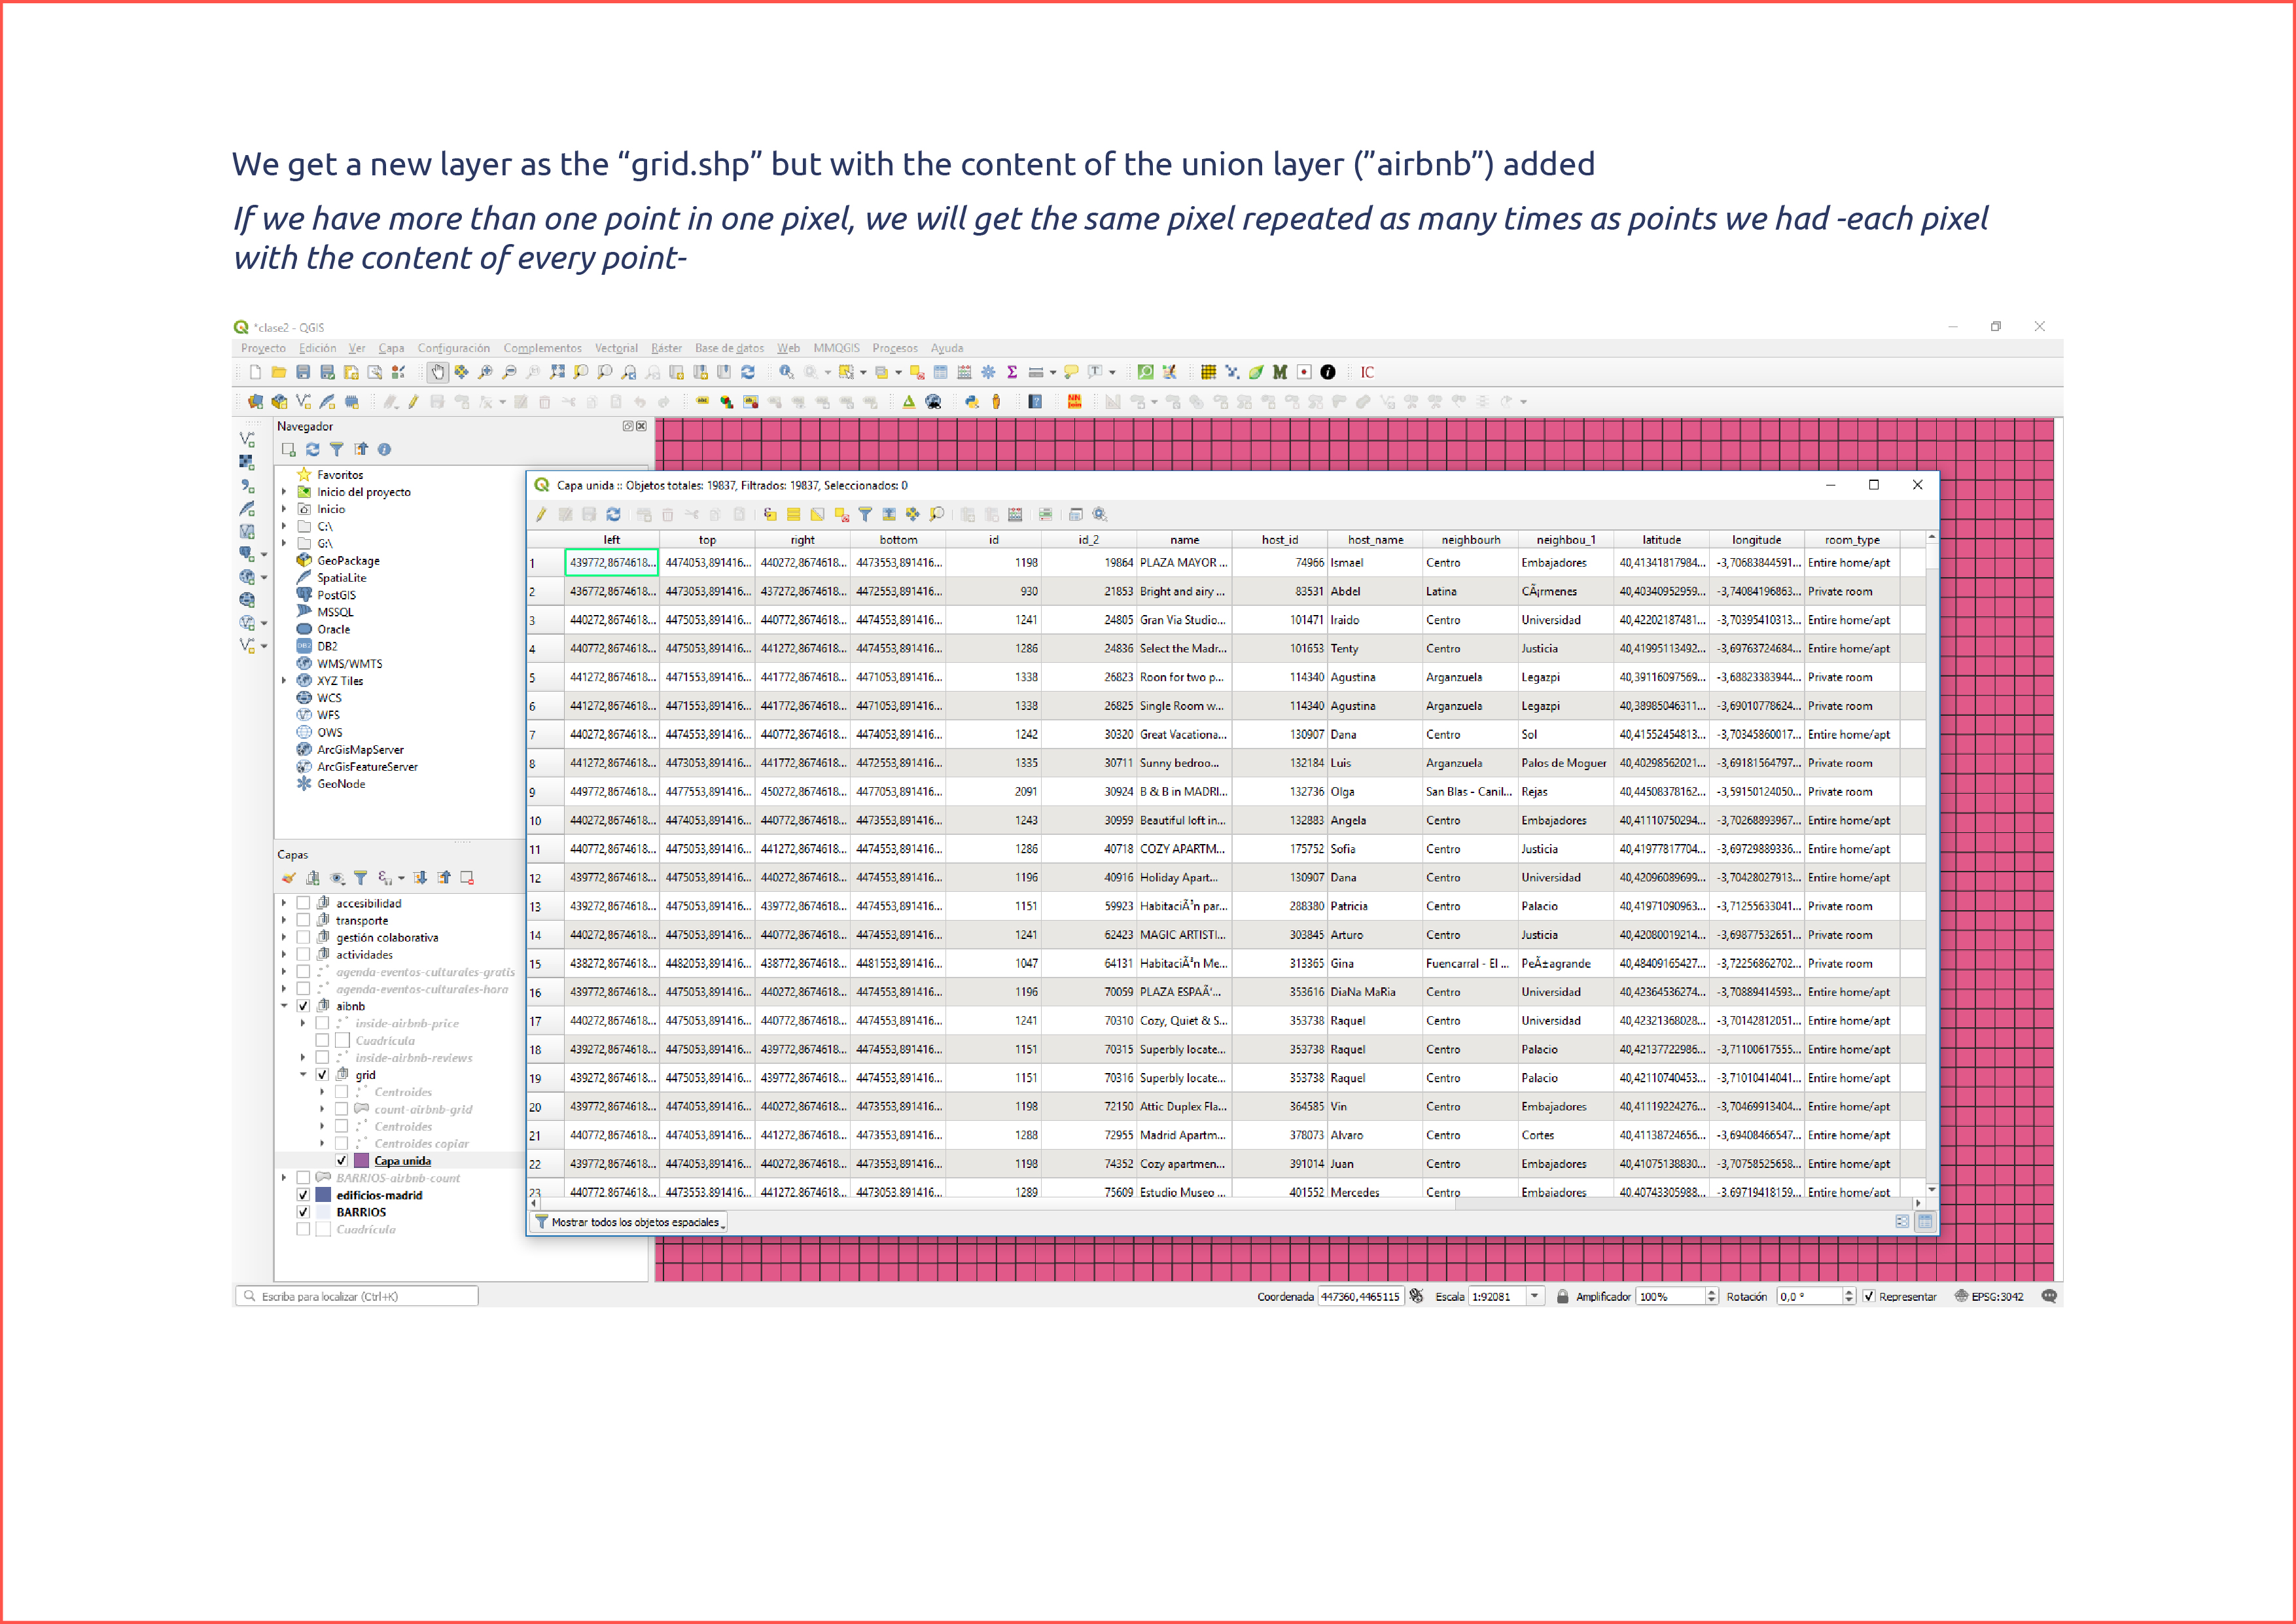 We get a new layer as the “grid.shp” but with the content of the union layer (”airbnb”) added
If we have more than one point in one pixel, we will get the same pixel repeated as many times as points we had -each pixel
with the content of every point-
*clase2 - QGIS
Proyecto Edición Ver Capa Configuración Complementos Vectorial Ráster Base de datos Web MMQGIS Procesos Ayuda
IC
Navegador
Favoritos
Inicio del proyecto
Inicio
C:\
G:\
GeoPackage
SpatiaLite
PostGIS
MSSQL
Oracle
DB2
WMS/WMTS
XYZ Tiles
WCS
WFS
OWS
ArcGisMapServer
ArcGisFeatureServer
GeoNode
Capas
accesibilidad
transporte
gestión colaborativa
actividades
agenda-eventos-culturales-gratis
agenda-eventos-culturales-hora
aibnb
inside-airbnb-price
Cuadrícula
inside-airbnb-reviews
grid
Centroides
count-airbnb-grid
Centroides
Centroides copiar
Capa unida
BARRIOS-airbnb-count
edificios-madrid
BARRIOS
Cuadrícula
Capa unida :: Objetos totales: 19837, Filtrados: 19837, Seleccionados: 0
left top right bottom id id_2 name host_id host_name neighbourh neighbou_1 latitude longitude room_type
1 439772,8674618... 4474053,891416... 440272,8674618... 4473553,891416... 1198 19864 PLAZA MAYOR ... 74966 Ismael Centro Embajadores 40,41341817984... -3,70683844591... Entire home/apt
2 436772,8674618... 4473053,891416... 437272,8674618... 4472553,891416... 930 21853 Bright and airy ... 83531 Abdel Latina CÃ¡rmenes 40,40340952959... -3,74084196863... Private room
3 440272,8674618... 4475053,891416... 440772,8674618... 4474553,891416... 1241 24805 Gran Via Studio... 101471 Iraido Centro Universidad 40,42202187481... -3,70395410313... Entire home/apt
4 440772,8674618... 4475053,891416... 441272,8674618... 4474553,891416... 1286 24836 Select the Madr... 101653 Tenty Centro Justicia 40,41995113492... -3,69763724684... Entire home/apt
5 441272,8674618... 4471553,891416... 441772,8674618... 4471053,891416... 1338 26823 Roon for two p... 114340 Agustina Arganzuela Legazpi 40,39116097569... -3,68823383944... Private room
6 441272,8674618... 4471553,891416... 441772,8674618... 4471053,891416... 1338 26825 Single Room w... 114340 Agustina Arganzuela Legazpi 40,38985046311... -3,69010778624... Private room
7 440272,8674618... 4474553,891416... 440772,8674618... 4474053,891416... 1242 30320 Great Vacationa... 130907 Dana Centro Sol 40,41552454813... -3,70345860017... Entire home/apt
8 441272,8674618... 4473053,891416... 441772,8674618... 4472553,891416... 1335 30711 Sunny bedroo... 132184 Luis Arganzuela Palos de Moguer 40,40298562021... -3,69181564797... Private room
9 449772,8674618... 4477553,891416... 450272,8674618... 4477053,891416... 2091 30924 B & B in MADRI... 132736 Olga San Blas - Canil... Rejas 40,44508378162... -3,59150124050... Private room
10 440272,8674618... 4474053,891416... 440772,8674618... 4473553,891416... 1243 30959 Beautiful loft in... 132883 Angela Centro Embajadores 40,41110750294... -3,70268893967... Entire home/apt
11 440772,8674618... 4475053,891416... 441272,8674618... 4474553,891416... 1286 40718 COZY APARTM... 175752 Sofia Centro Justicia 40,41977817704... -3,69729889336... Entire home/apt
12 439772,8674618... 4475053,891416... 440272,8674618... 4474553,891416... 1196 40916 Holiday Apart... 130907 Dana Centro Universidad 40,42096089699... -3,70428027913... Entire home/apt
13 439272,8674618... 4475053,891416... 439772,8674618... 4474553,891416... 1151 59923 HabitaciÃ³n par... 288380 Patricia Centro Palacio 40,41971090963... -3,71255633041... Private room
14 440272,8674618... 4475053,891416... 440772,8674618... 4474553,891416... 1241 62423 MAGIC ARTISTI... 303845 Arturo Centro Justicia 40,42080019214... -3,69877532651... Private room
15 438272,8674618... 4482053,891416... 438772,8674618... 4481553,891416... 1047 64131 HabitaciÃ³n Me... 313365 Gina Fuencarral - El ... PeÃ±agrande 40,48409165427... -3,72256862702... Private room
16 439772,8674618... 4475053,891416... 440272,8674618... 4474553,891416... 1196 70059 PLAZA ESPAÃ‘... 353616 DiaNa MaRia Centro Universidad 40,42364536274... -3,70889414593... Entire home/apt
17 440272,8674618... 4475053,891416... 440772,8674618... 4474553,891416... 1241 70310 Cozy, Quiet & S... 353738 Raquel Centro Universidad 40,42321368028... -3,70142812051... Entire home/apt
18 439272,8674618... 4475053,891416... 439772,8674618... 4474553,891416... 1151 70315 Superbly locate... 353738 Raquel Centro Palacio 40,42137722986... -3,71100617555... Entire home/apt
19 439272,8674618... 4475053,891416... 439772,8674618... 4474553,891416... 1151 70316 Superbly locate... 353738 Raquel Centro Palacio 40,42110740453... -3,71010414041... Entire home/apt
20 439772,8674618... 4474053,891416... 440272,8674618... 4473553,891416... 1198 72150 Attic Duplex Fla... 364585 Vin Centro Embajadores 40,41119224276... -3,70469913404... Entire home/apt
21 440772,8674618... 4474053,891416... 441272,8674618... 4473553,891416... 1288 72955 Madrid Apartm... 378073 Alvaro Centro Cortes 40,41138724656... -3,69408466547... Entire home/apt
22 439772,8674618... 4474053,891416... 440272,8674618... 4473553,891416... 1198 74352 Cozy apartmen... 391014 Juan Centro Embajadores 40,41075138830... -3,70758525658... Entire home/apt
23 440772,8674618... 4473553,891416... 441272,8674618... 4473053,891416... 1289 75609 Estudio Museo ... 401552 Mercedes Centro Embajadores 40,40743305988... -3,69719418159... Entire home/apt
Mostrar todos los objetos espaciales
Escriba para localizar (Ctrl+K) Coordenada 447360,4465115 Escala 1:92081 Amplificador 100% Rotación 0,0 ° Representar EPSG:3042